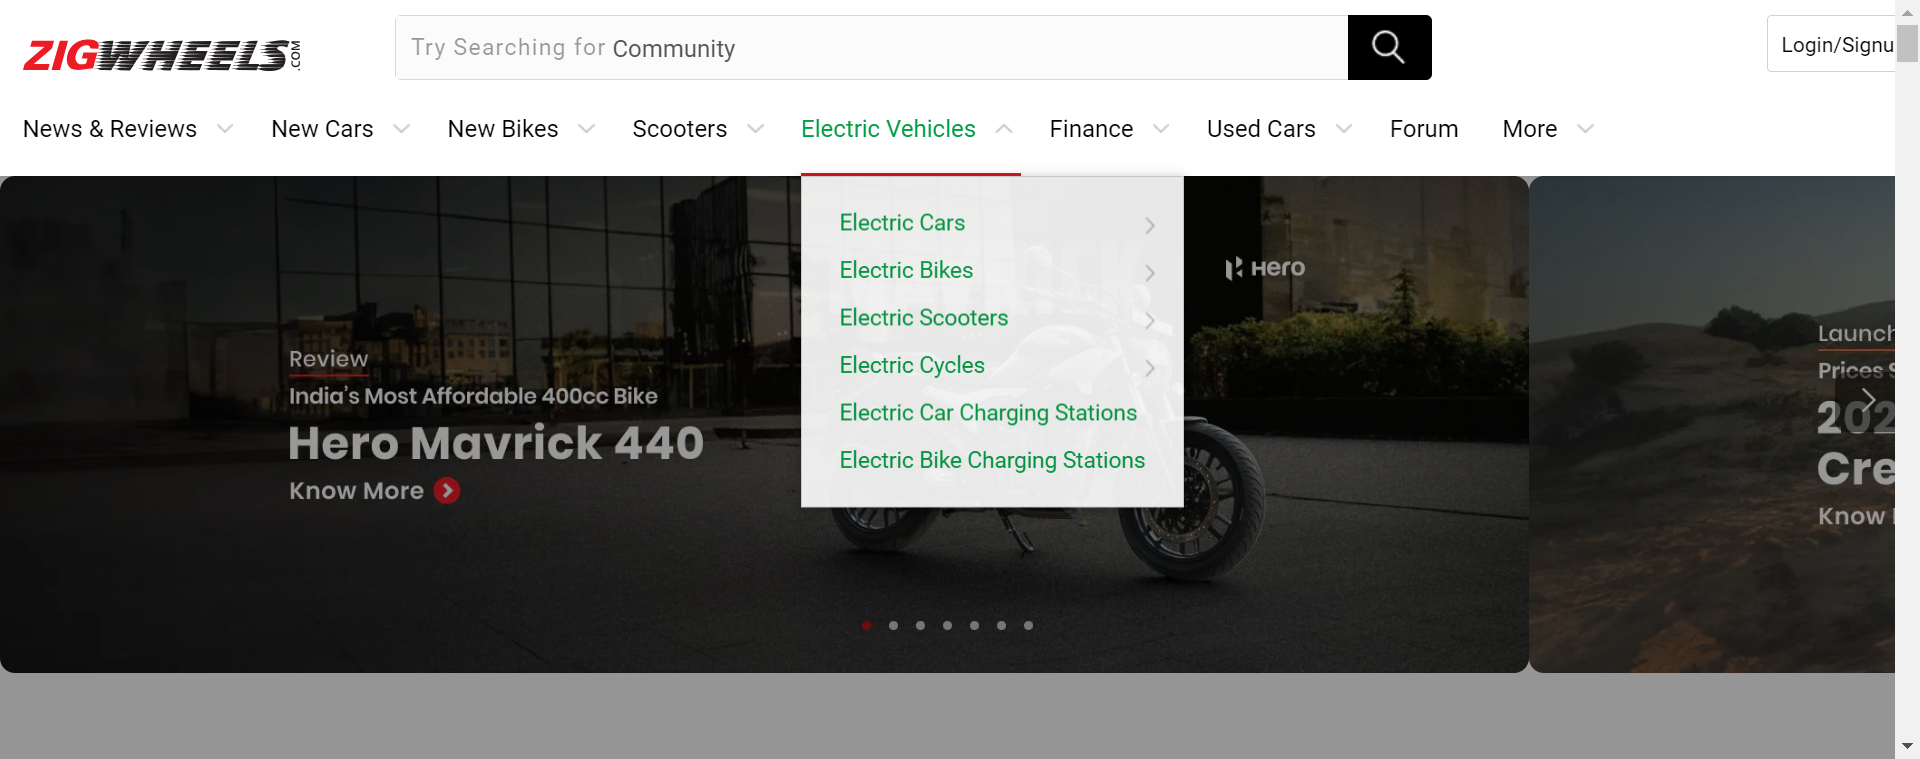 ZIGWHEELS.COM
Try Searching for Community
Login/Signu
News & Reviews
New Cars
New Bikes
Scooters
Electric Vehicles
Finance
Used Cars
Forum
More
Electric Cars
Electric Bikes
Electric Scooters
Electric Cycles
Electric Car Charging Stations
Electric Bike Charging Stations
Hero
Review
India's Most Affordable 400cc Bike
Hero Mavrick 440
Know More
Launch
Prices S
202
Cre
Know